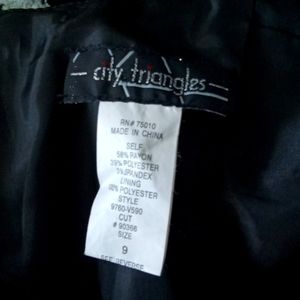 city triangles
RN# 75010
MADE IN CHINA
SELF
58% RAYON
39% POLYESTER
3% SPANDEX
LINING
100% POLYESTER
STYLE
9760-V590
CUT
# 90366
SIZE
9
SEE REVERSE